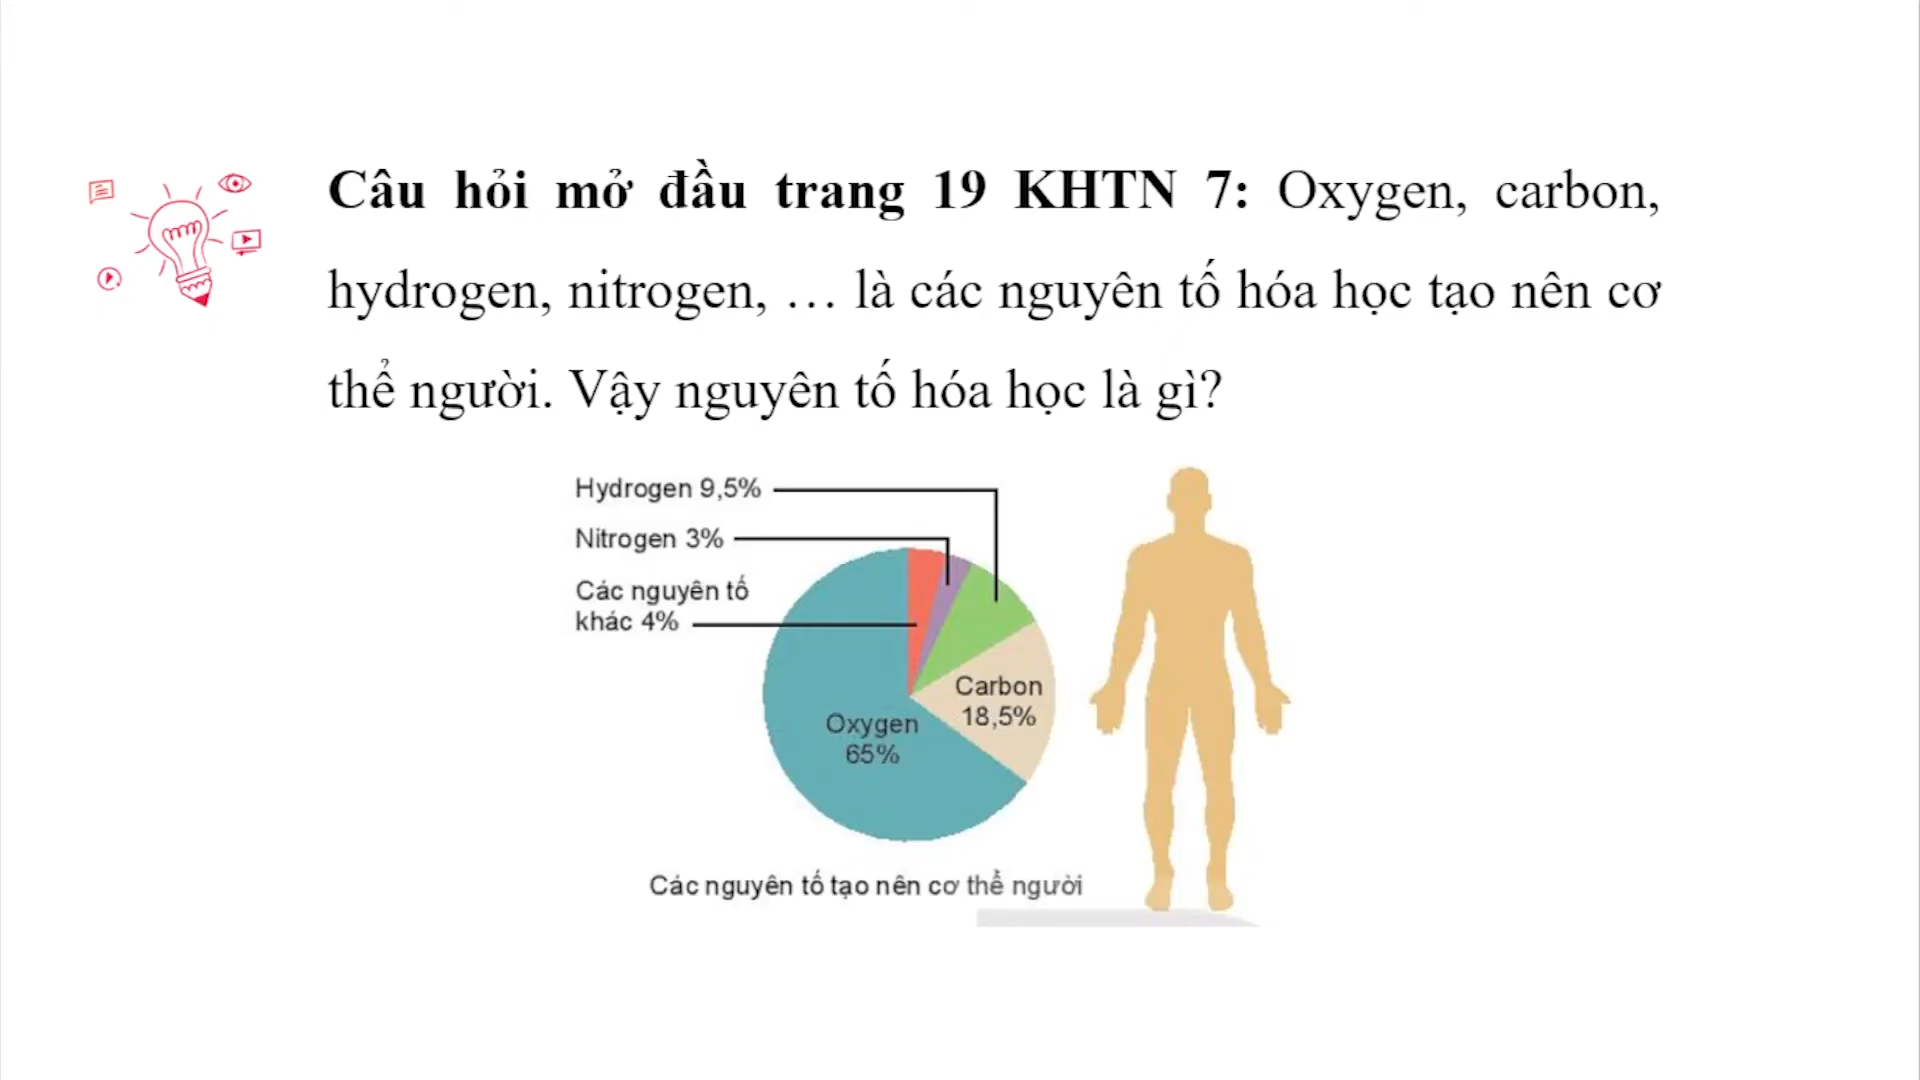 Câu hỏi mở đầu trang 19 KHTN 7: Oxygen, carbon,
hydrogen, nitrogen, … là các nguyên tố hóa học tạo nên cơ
thể người. Vậy nguyên tố hóa học là gì?
Hydrogen 9,5%
Nitrogen 3%
Các nguyên tố
khác 4%
Carbon
18,5%
Oxygen
65%
Các nguyên tố tạo nên cơ thể người